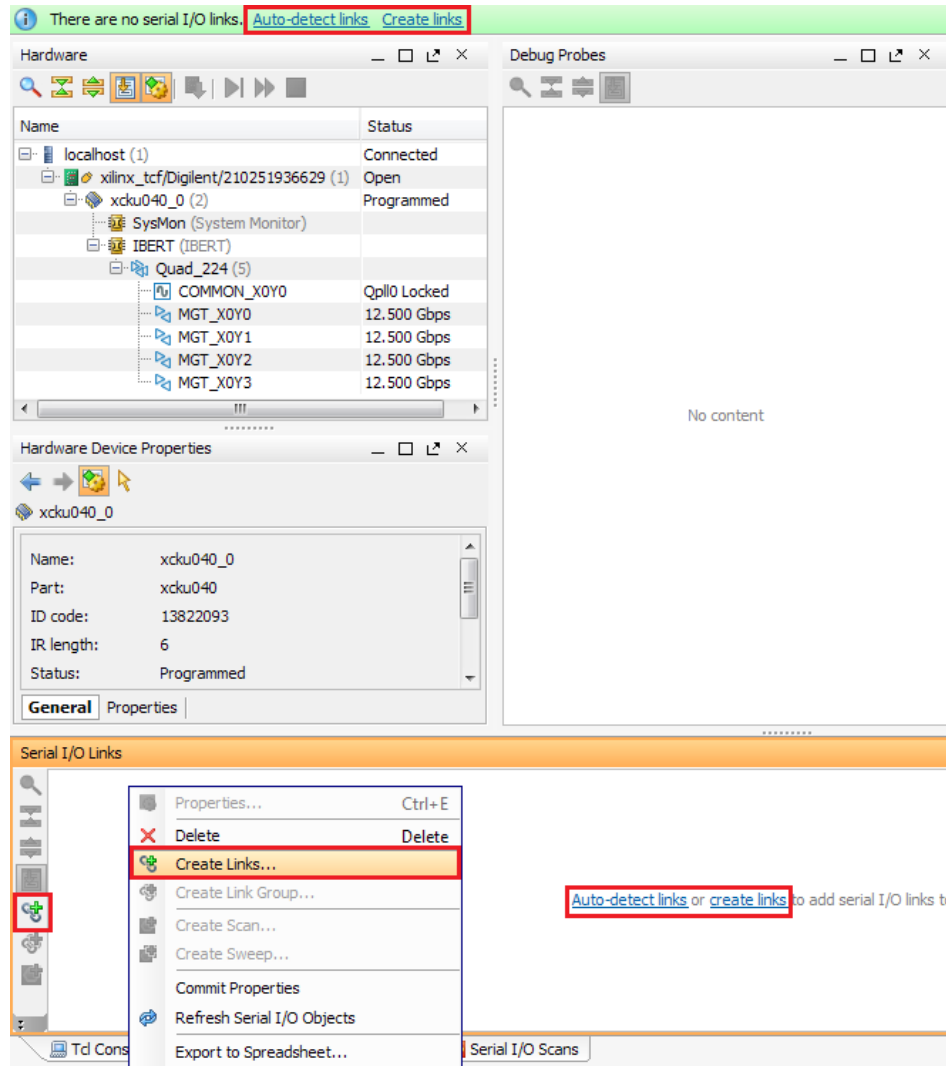 There are no serial I/O links. Auto-detect links Create links
Hardware
Name Status
localhost (1) Connected
xilinx_tcf/Digilent/210251936629 (1) Open
xcku040_0 (2) Programmed
SysMon (System Monitor)
IBERT (IBERT)
Quad_224 (5)
COMMON_X0Y0 Qpll0 Locked
MGT_X0Y0 12.500 Gbps
MGT_X0Y1 12.500 Gbps
MGT_X0Y2 12.500 Gbps
MGT_X0Y3 12.500 Gbps
Hardware Device Properties
xcku040_0
Name: xcku040_0
Part: xcku040
ID code: 13822093
IR length: 6
Status: Programmed
General Properties
Debug Probes
No content
Serial I/O Links
Properties... Ctrl+E
Delete Delete
Create Links...
Create Link Group...
Create Scan...
Create Sweep...
Commit Properties
Refresh Serial I/O Objects
Export to Spreadsheet...
Auto-detect links or create links to add serial I/O links to
Tcl Cons
Serial I/O Scans